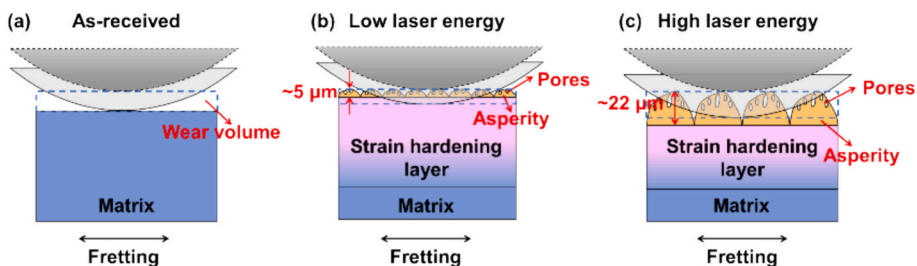 (a) As-received
Wear volume
Matrix
Fretting
(b) Low laser energy
~5 μm
Pores
Asperity
Strain hardening
layer
Matrix
Fretting
(c) High laser energy
Pores
~22 μm
Asperity
Strain hardening
layer
Matrix
Fretting